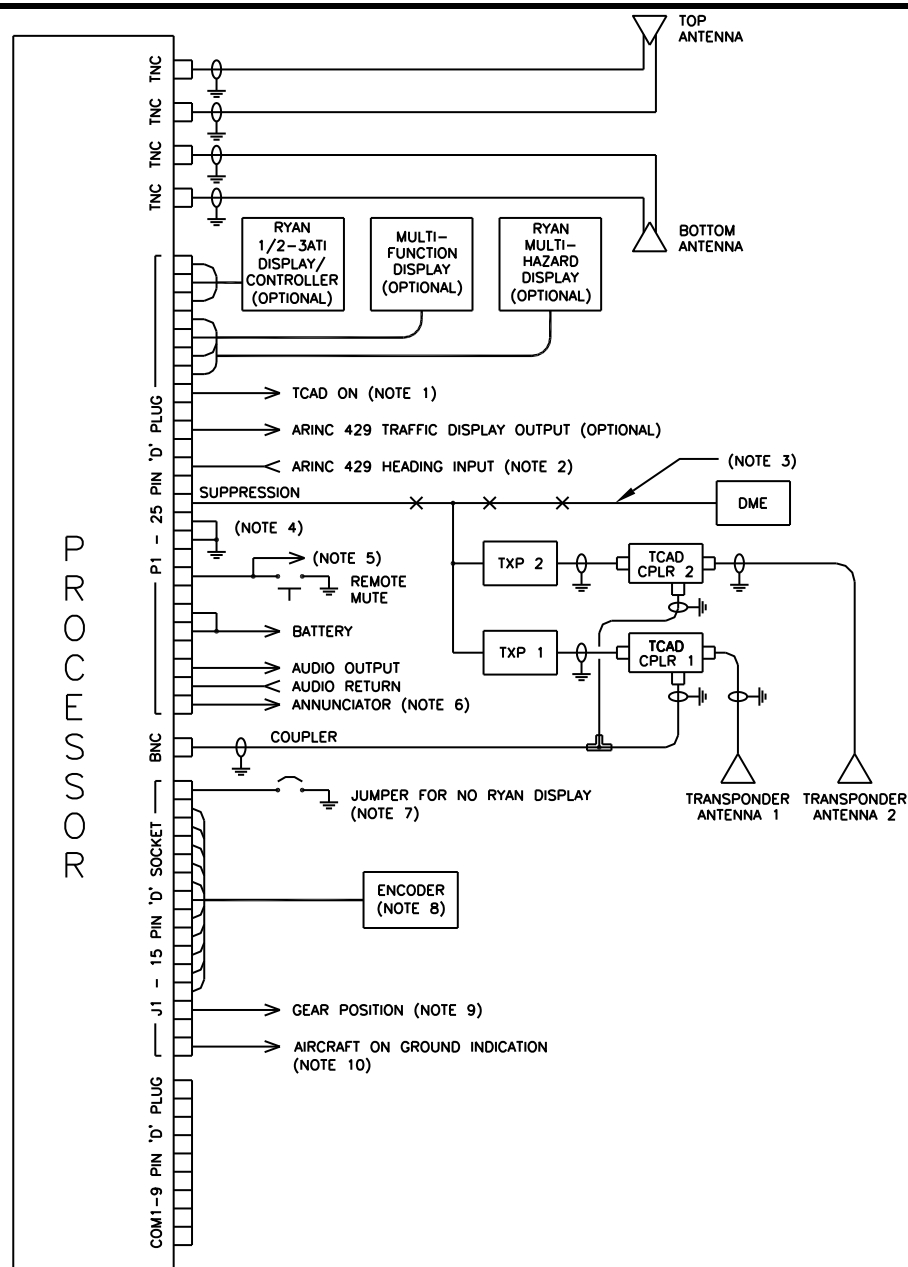 TOP
ANTENNA
TNC
TNC
TNC
TNC
BOTTOM
ANTENNA
RYAN
1/2-3ATI
DISPLAY/
CONTROLLER
(OPTIONAL)
MULTI-
FUNCTION
DISPLAY
(OPTIONAL)
RYAN
MULTI-
HAZARD
DISPLAY
(OPTIONAL)
P1 - 25 PIN 'D' PLUG
TCAD ON (NOTE 1)
ARINC 429 TRAFFIC DISPLAY OUTPUT (OPTIONAL)
ARINC 429 HEADING INPUT (NOTE 2)
(NOTE 3)
SUPPRESSION
DME
(NOTE 4)
PROCESSOR
(NOTE 5)
REMOTE
MUTE
TXP 2
TCAD
CPLR 2
BATTERY
TXP 1
TCAD
CPLR 1
AUDIO OUTPUT
AUDIO RETURN
ANNUNCIATOR (NOTE 6)
BNC
COUPLER
TRANSPONDER
ANTENNA 1
TRANSPONDER
ANTENNA 2
J1 - 15 PIN 'D' SOCKET
JUMPER FOR NO RYAN DISPLAY
(NOTE 7)
ENCODER
(NOTE 8)
GEAR POSITION (NOTE 9)
AIRCRAFT ON GROUND INDICATION
(NOTE 10)
COM1-9 PIN 'D' PLUG